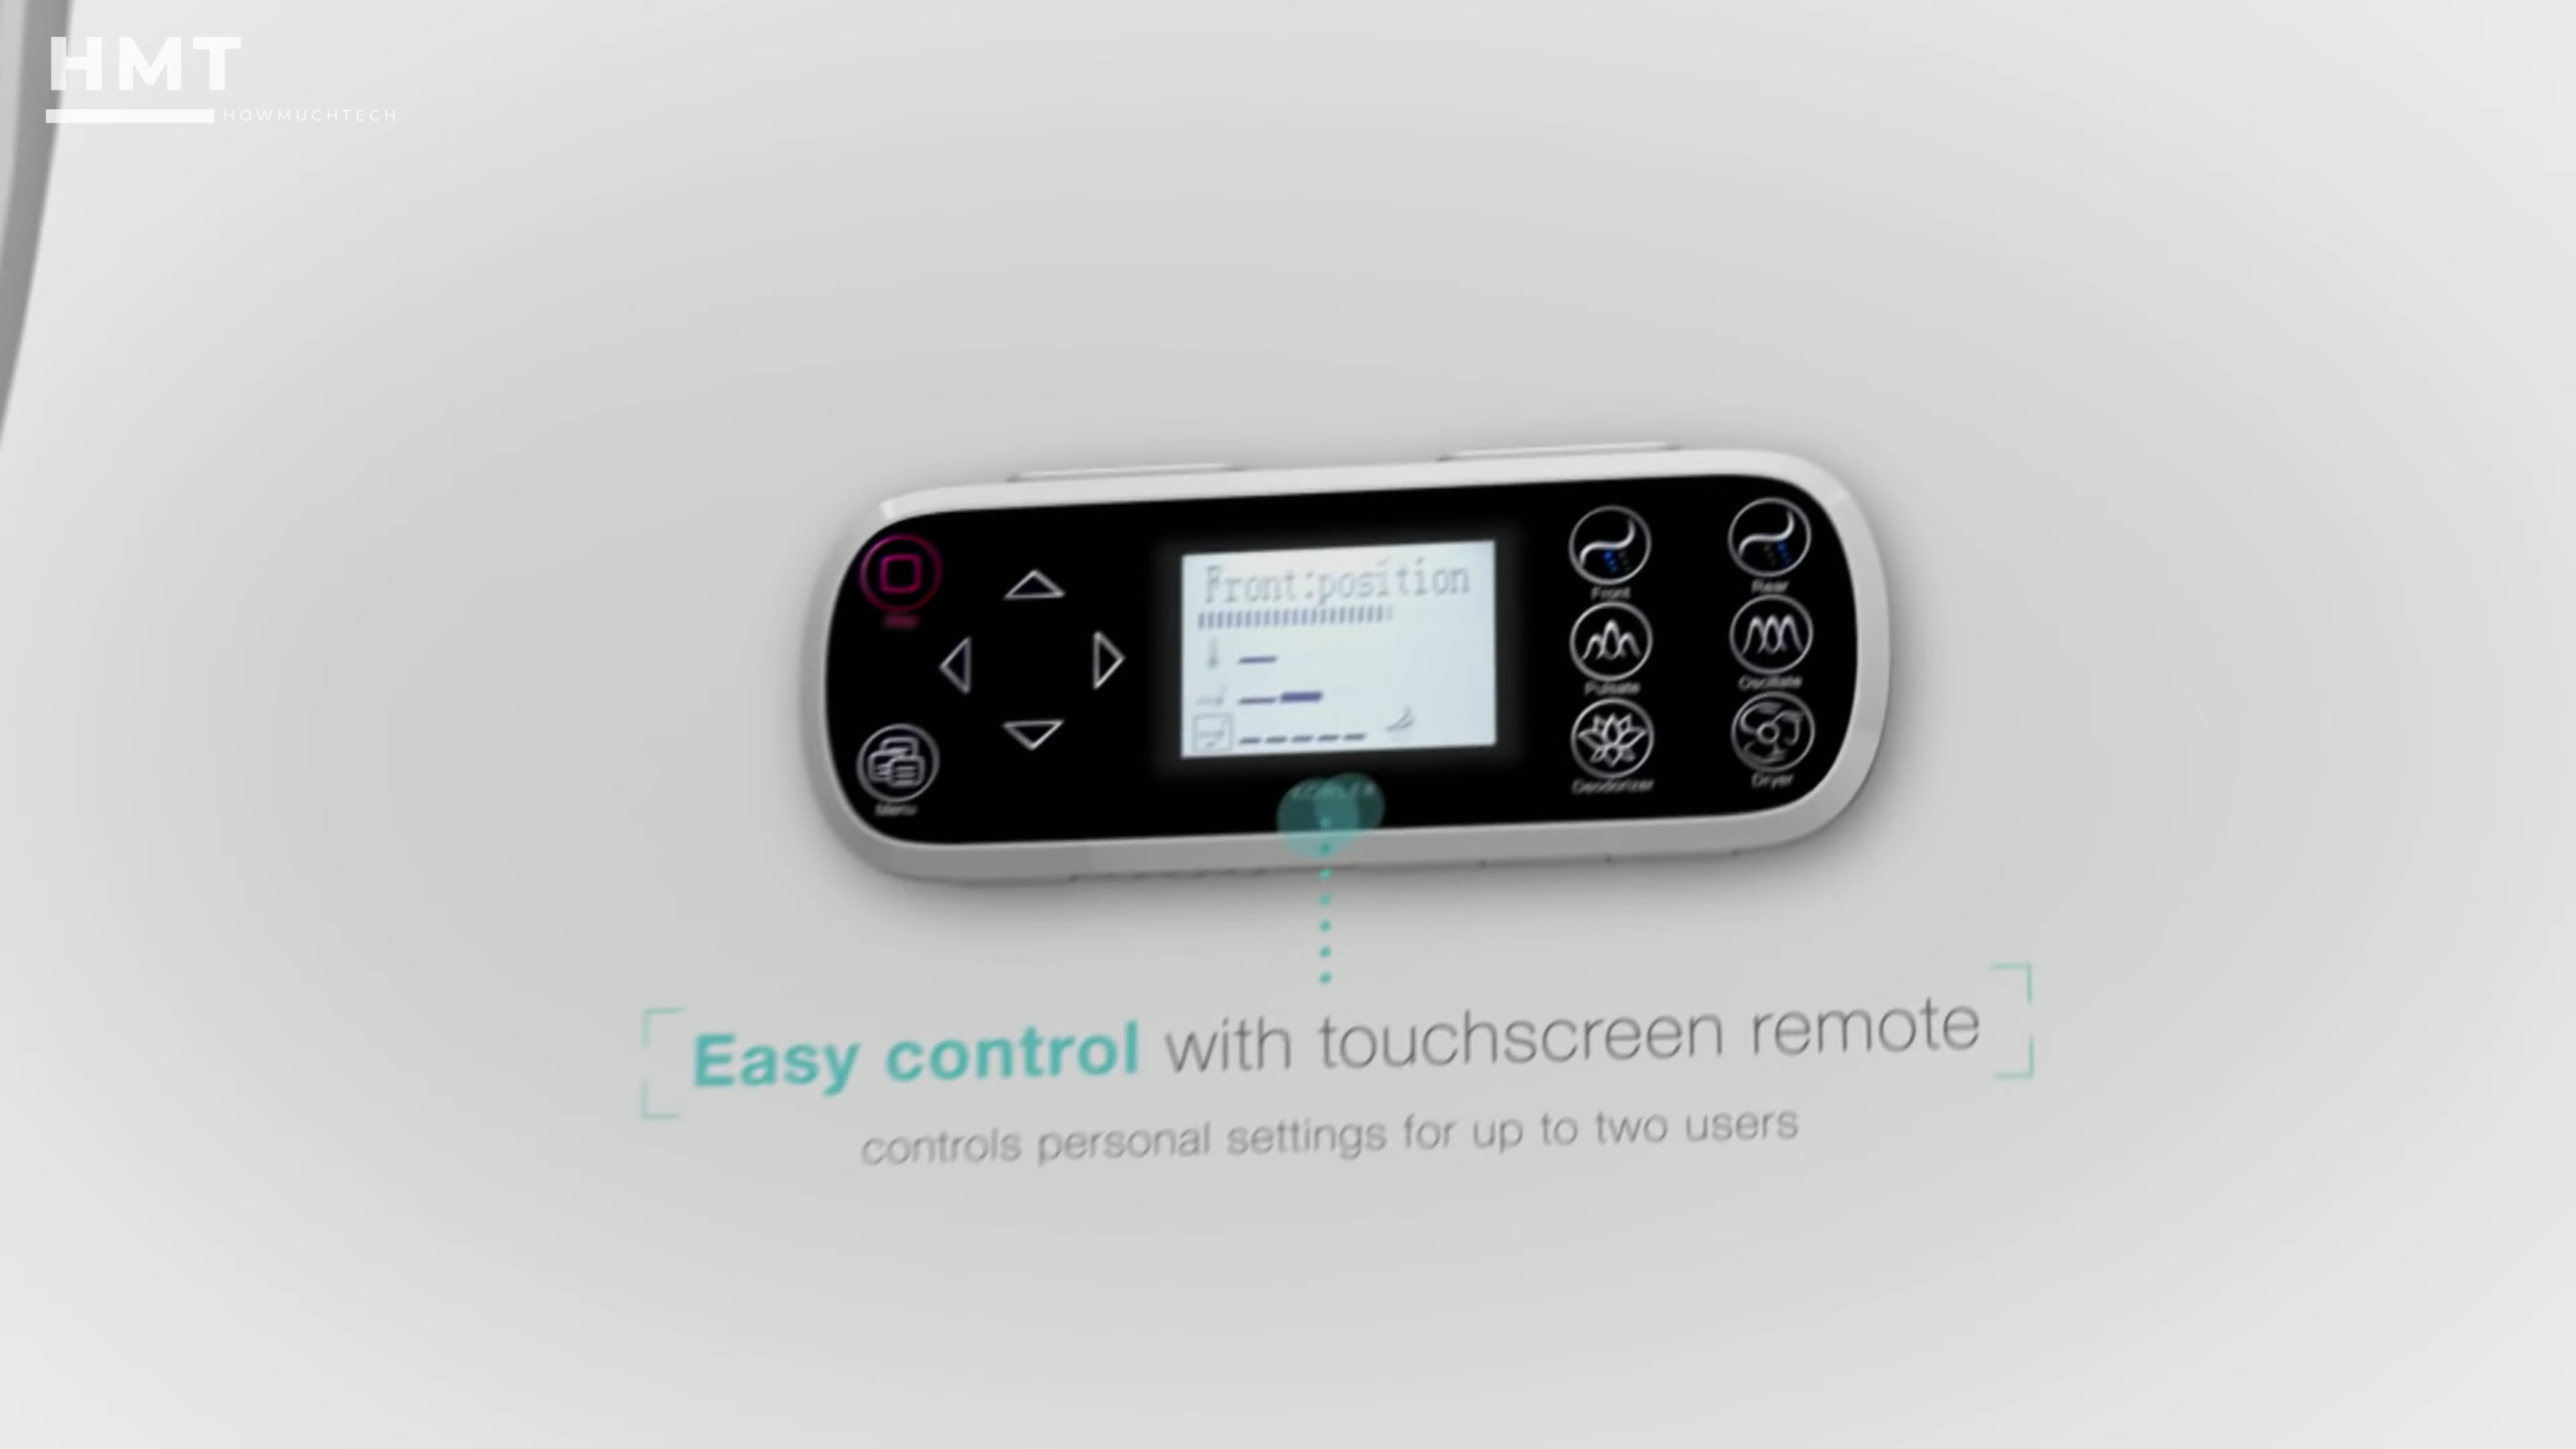 HMT
HOWMUCHTECH
Front:position
Front
Rear
Pulsate
Oscillate
Deodorizer
Dryer
Menu
Easy control with touchscreen remote
controls personal settings for up to two users